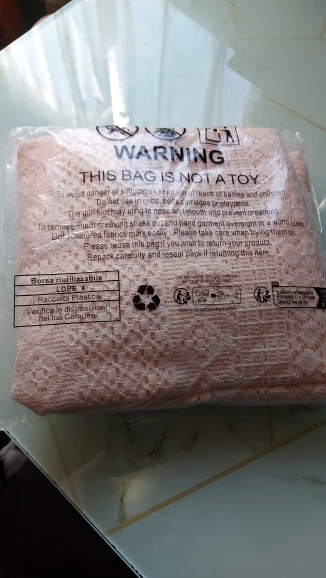 WARNING
THIS BAG IS NOT A TOY
To avoid danger of suffocation keep out of reach of babies and children.
Do not use in cribs, beds, carriages or playpens.
The thin film may cling to nose and mouth and prevent breathing.
To remove minor creasing shake out and hand garment overnight in a warm room.
Light coloured fabrics mark easily. Please take care when trying them on.
Please reuse this bag if you wish to return your product.
Repack carefully and reseal pack if returning this item.
Borsa riutilizzabile
LDPE 4
Raccolta Plastica
Verifica le disposizioni
del tuo Comune